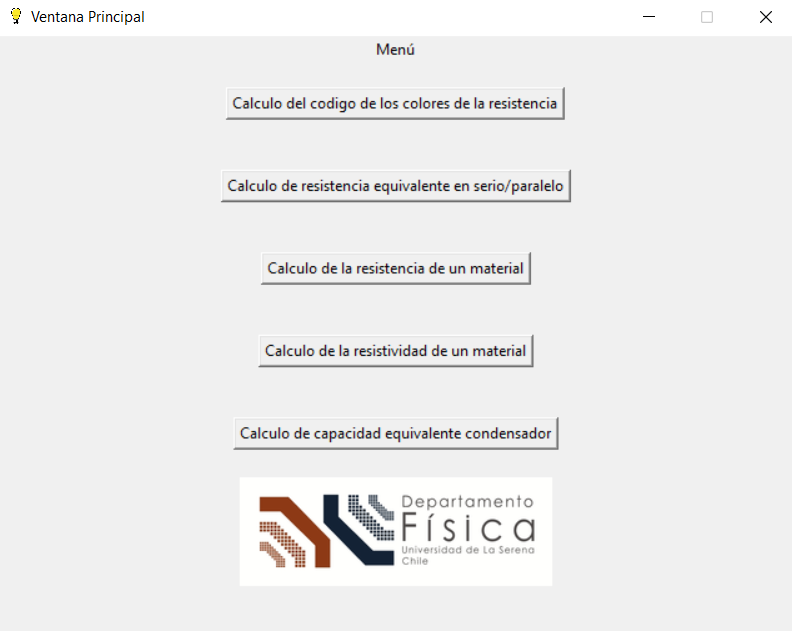 Ventana Principal
Menú
Calculo del codigo de los colores de la resistencia
Calculo de resistencia equivalente en serio/paralelo
Calculo de la resistencia de un material
Calculo de la resistividad de un material
Calculo de capacidad equivalente condensador
Departamento
Física
Universidad de La Serena
Chile